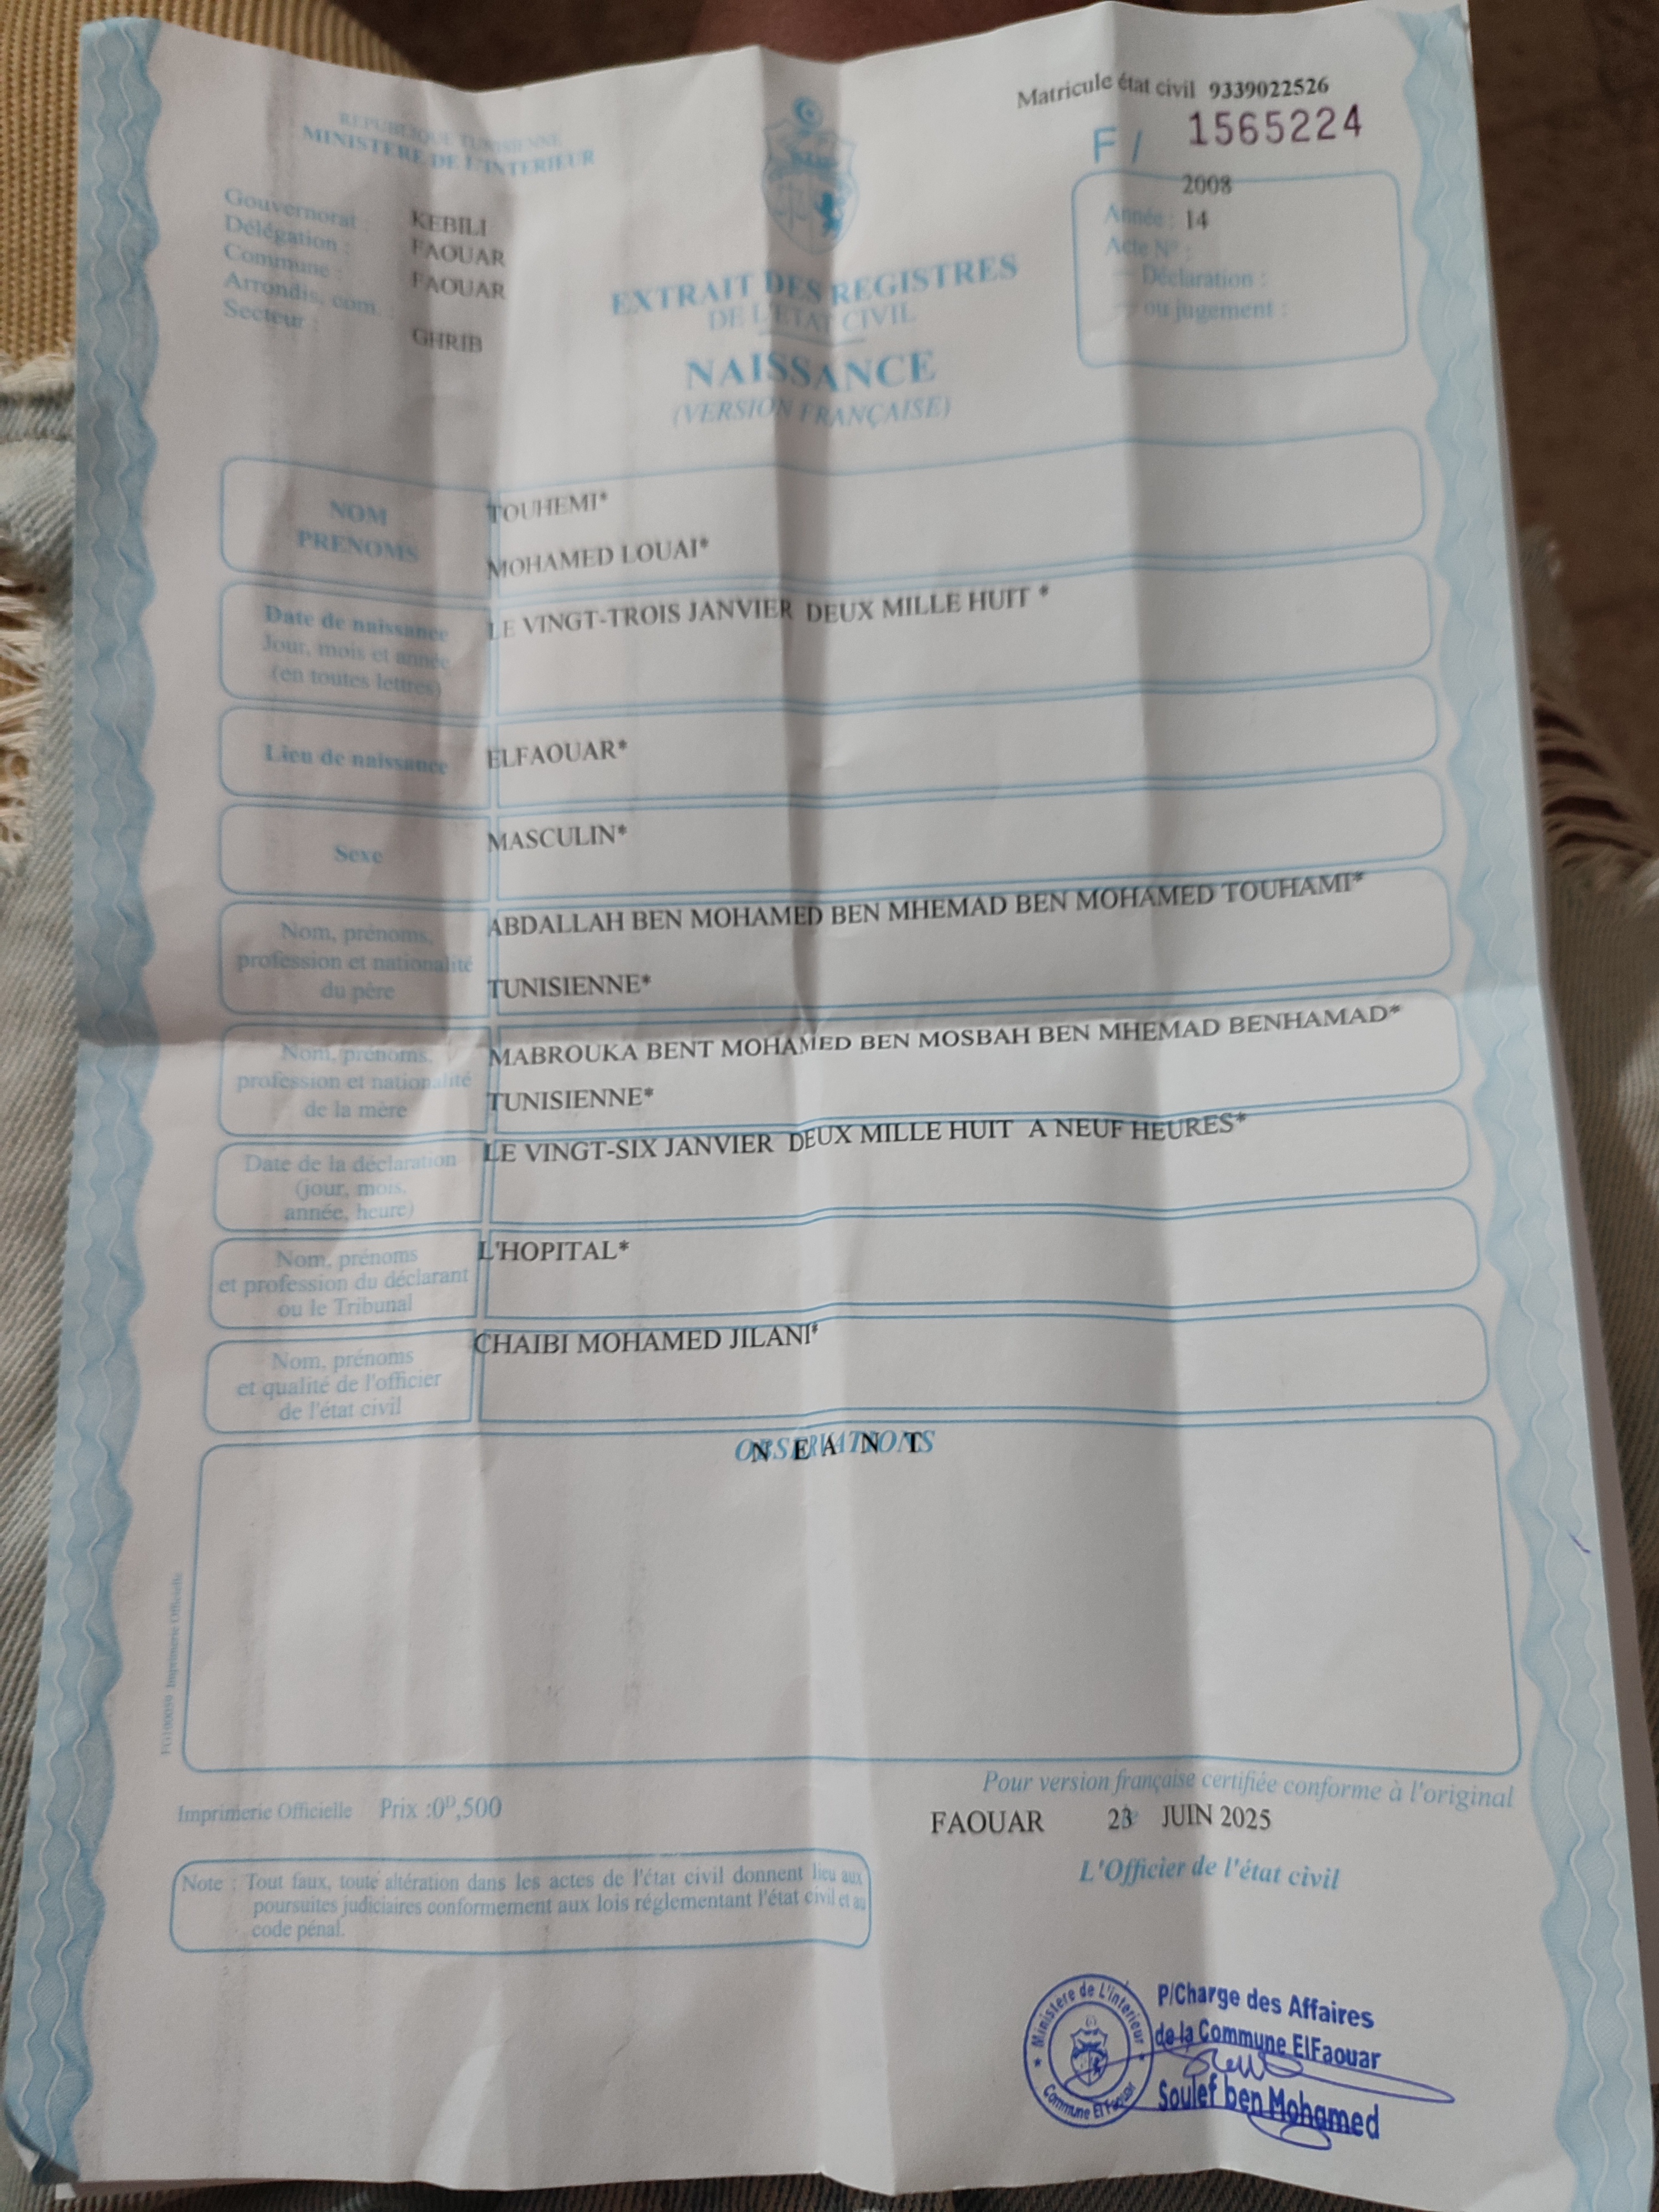 Matricule état civil 9339022526
F/ 1565224
REPUBLIQUE TUNISIENNE
MINISTERE DE L'INTERIEUR
Gouvernorat : KEBILI
Délégation : FAOUAR
Commune : FAOUAR
Arrondis. com. :
Secteur : GHRIB
2008
Année : 14
Acte N° :
— Déclaration :
— ou jugement :
EXTRAIT DES REGISTRES
DE L'ETAT CIVIL
NAISSANCE
(VERSION FRANÇAISE)
NOM
PRENOMS
TOUHEMI*
MOHAMED LOUAI*
Date de naissance
Jour, mois et année
(en toutes lettres)
LE VINGT-TROIS JANVIER DEUX MILLE HUIT *
Lieu de naissance
ELFAOUAR*
Sexe
MASCULIN*
Nom, prénoms,
profession et nationalité
du père
ABDALLAH BEN MOHAMED BEN MHEMAD BEN MOHAMED TOUHAMI*
TUNISIENNE*
Nom, prénoms,
profession et nationalité
de la mère
MABROUKA BENT MOHAMED BEN MOSBAH BEN MHEMAD BENHAMAD*
TUNISIENNE*
Date de la déclaration
(jour, mois,
année, heure)
LE VINGT-SIX JANVIER DEUX MILLE HUIT A NEUF HEURES*
Nom, prénoms
et profession du déclarant
ou le Tribunal
L'HOPITAL*
Nom, prénoms
et qualité de l'officier
de l'état civil
CHAIBI MOHAMED JILANI*
OBSERVATIONS
N E A N T
Imprimerie Officielle
Pour version française certifiée conforme à l'original
Imprimerie Officielle Prix :0ᴰ,500
FAOUAR 23 JUIN 2025
L'Officier de l'état civil
Note : Tout faux, toute altération dans les actes de l'état civil donnent lieu aux
poursuites judiciaires conformement aux lois réglementant l'état civil et au
code pénal.
Ministere de L'interieur
Commune El Faouar
P/Charge des Affaires
de la Commune ElFaouar
Soulef ben Mohamed